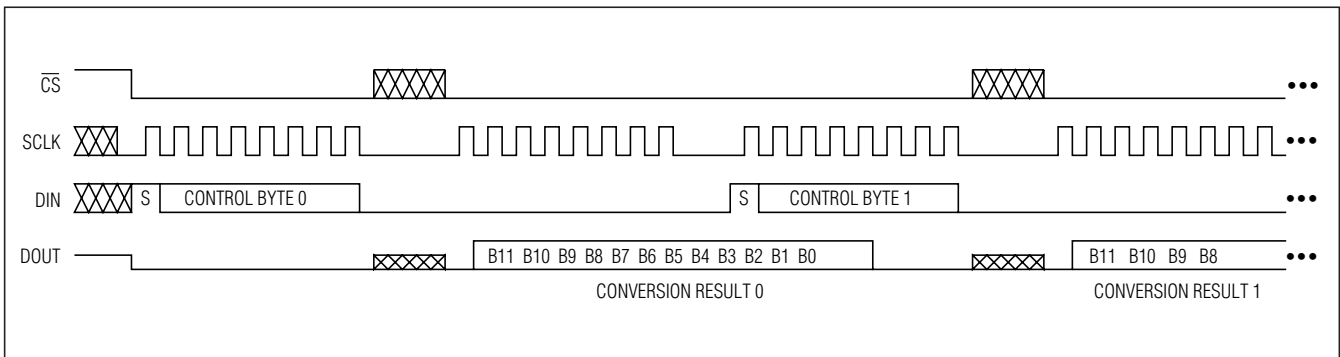 CS
•••
SCLK
•••
DIN S CONTROL BYTE 0 S CONTROL BYTE 1
•••
DOUT B11 B10 B9 B8 B7 B6 B5 B4 B3 B2 B1 B0 B11 B10 B9 B8
•••
CONVERSION RESULT 0 CONVERSION RESULT 1